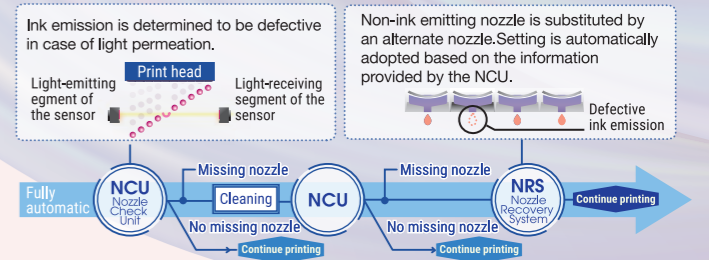 Ink emission is determined to be defective
in case of light permeation.
Print head
Light-emitting
egment of
the sensor
Light-receiving
segment of the
sensor
Non-ink emitting nozzle is substituted by
an alternate nozzle.Setting is automatically
adopted based on the information
provided by the NCU.
Defective
ink emission
Fully
automatic
NCU
Nozzle
Check
Unit
Missing nozzle
Cleaning
No missing nozzle
Continue printing
NCU
Missing nozzle
No missing nozzle
Continue printing
NRS
Nozzle
Recovery
System
Continue printing